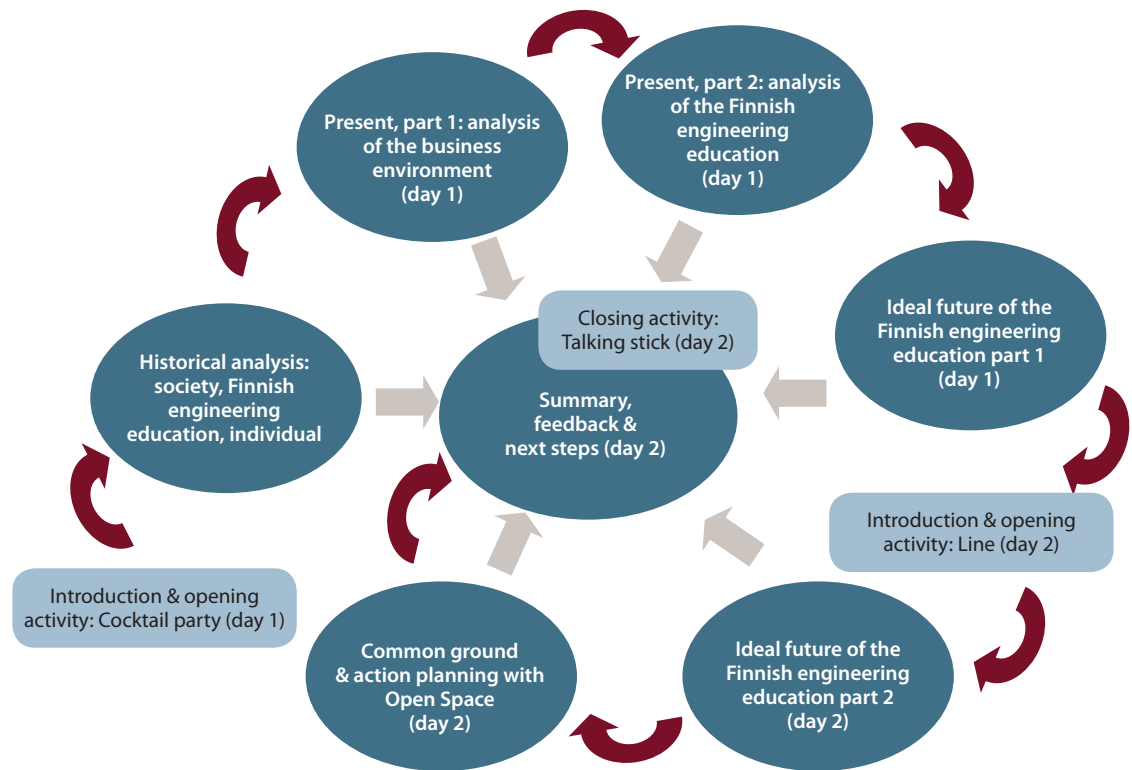 Present, part 1: analysis
of the business
environment
(day 1)
Present, part 2: analysis
of the Finnish
engineering
education
(day 1)
Ideal future of the
Finnish engineering
education part 1
(day 1)
Closing activity:
Talking stick (day 2)
Historical analysis:
society, Finnish
engineering
education, individual
Summary,
feedback &
next steps (day 2)
Introduction & opening
activity: Line (day 2)
Introduction & opening
activity: Cocktail party (day 1)
Common ground
& action planning with
Open Space
(day 2)
Ideal future of the
Finnish engineering
education part 2
(day 2)